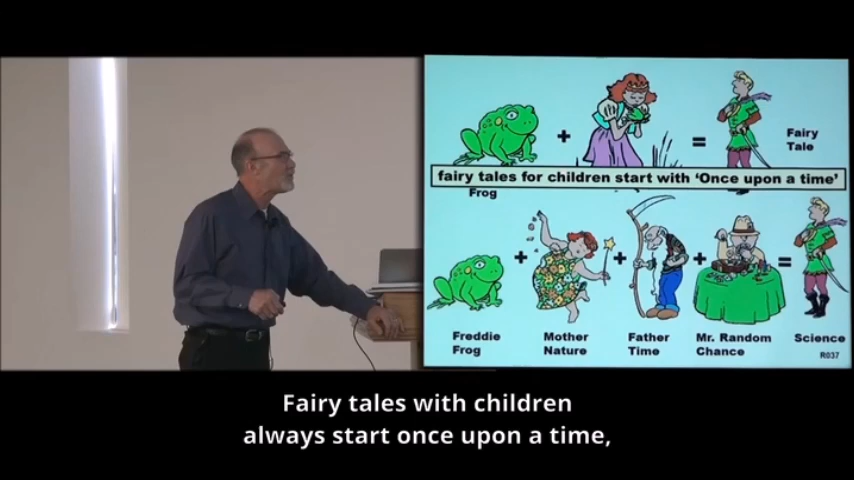 Fairy
Tale
fairy tales for children start with ‘Once upon a time’
Frog
Freddie
Frog
Mother
Nature
Father
Time
Mr. Random
Chance
Science
R037
Fairy tales with children
always start once upon a time,